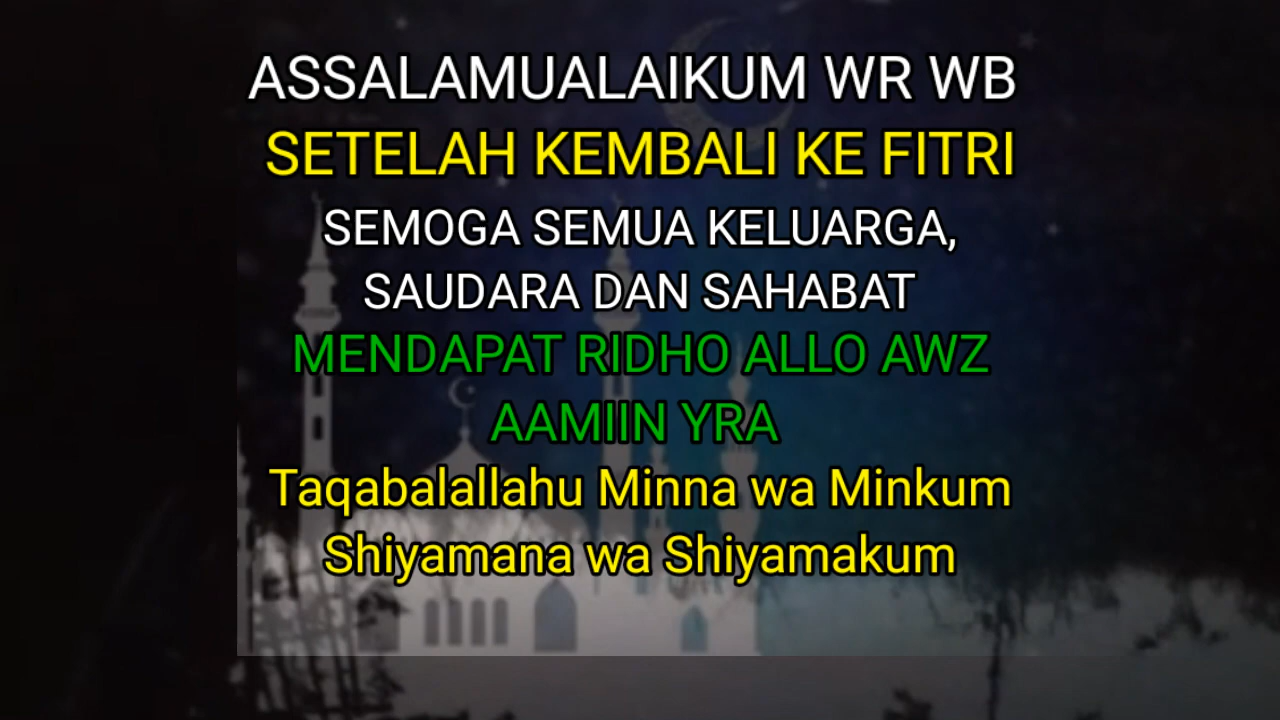 ASSALAMUALAIKUM WR WB
SETELAH KEMBALI KE FITRI
SEMOGA SEMUA KELUARGA,
SAUDARA DAN SAHABAT
MENDAPAT RIDHO ALLO AWZ
AAMIIN YRA
Taqabalallahu Minna wa Minkum
Shiyamana wa Shiyamakum